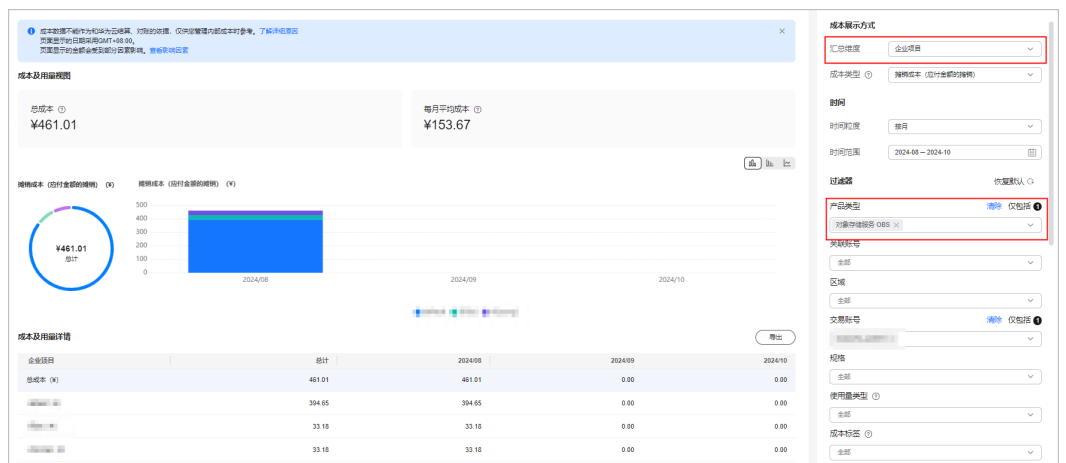 成本数据不能作为和华为云结算、对账的依据，仅供您管理内部成本时参考。了解详细原因
页面显示的日期采用GMT+08:00。
页面显示的金额会受到部分因素影响。查看影响因素
成本及用量视图
总成本
¥461.01
每月平均成本
¥153.67
摊销成本（应付金额的摊销）（¥）
¥461.01
总计
摊销成本（应付金额的摊销）（¥）
500
400
300
200
100
0
2024/08 2024/09 2024/10
成本及用量详情
导出
企业项目 总计 2024/08 2024/09 2024/10
总成本（¥） 461.01 461.01 0.00 0.00
394.65 394.65 0.00 0.00
33.18 33.18 0.00 0.00
33.18 33.18 0.00 0.00
成本展示方式
汇总维度 企业项目
成本类型 摊销成本（应付金额的摊销）
时间
时间粒度 按月
时间范围 2024-08 – 2024-10
过滤器 恢复默认
产品类型 清除 仅包括 1
对象存储服务 OBS ×
关联账号
全部
区域
全部
交易账号 清除 仅包括 1
规格
全部
使用量类型
全部
成本标签
全部